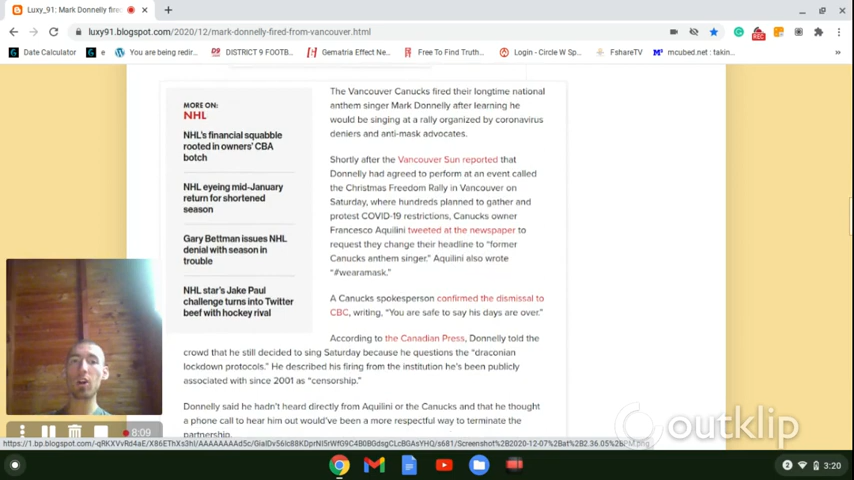 Luxy_91: Mark Donnelly Fired
luxy91.blogspot.com/2020/12/mark-donnelly-fired-from-vancouver.html
Date Calculator
e
You are being redir...
DISTRICT 9 FOOTB...
Gematria Effect Ne...
Free To Find Truth...
Login - Circle W Sp...
FshareTV
mcubed.net : takin...
REC
MORE ON:
NHL
NHL's financial squabble
rooted in owners' CBA
botch
NHL eyeing mid-January
return for shortened
season
Gary Bettman issues NHL
denial with season in
trouble
NHL star's Jake Paul
challenge turns into Twitter
beef with hockey rival
The Vancouver Canucks fired their longtime national
anthem singer Mark Donnelly after learning he
would be singing at a rally organized by coronavirus
deniers and anti-mask advocates.
Shortly after the Vancouver Sun reported that
Donnelly had agreed to perform at an event called
the Christmas Freedom Rally in Vancouver on
Saturday, where hundreds planned to gather and
protest COVID-19 restrictions, Canucks owner
Francesco Aquilini tweeted at the newspaper to
request they change their headline to "former
Canucks anthem singer." Aquilini also wrote
"#wearamask."
A Canucks spokesperson confirmed the dismissal to
CBC, writing, "You are safe to say his days are over."
According to the Canadian Press, Donnelly told the
crowd that he still decided to sing Saturday because he questions the "draconian
lockdown protocols." He described his firing from the institution he's been publicly
associated with since 2001 as "censorship."
Donnelly said he hadn't heard directly from Aquilini or the Canucks and that he thought
a phone call to hear him out would've been a more respectful way to terminate the
partnership.
8:09
outklip
2
3:20